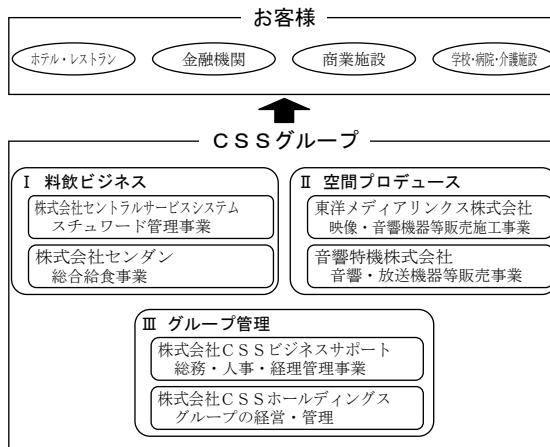 お客様
ホテル・レストラン
金融機関
商業施設
学校・病院・介護施設
CSSグループ
Ⅰ 料飲ビジネス
株式会社セントラルサービスシステム
スチュワード管理事業
株式会社センダン
総合給食事業
Ⅱ 空間プロデュース
東洋メディアリンクス株式会社
映像・音響機器等販売施工事業
音響特機株式会社
音響・放送機器等販売事業
Ⅲ グループ管理
株式会社CSSビジネスサポート
総務・人事・経理管理事業
株式会社CSSホールディングス
グループの経営・管理